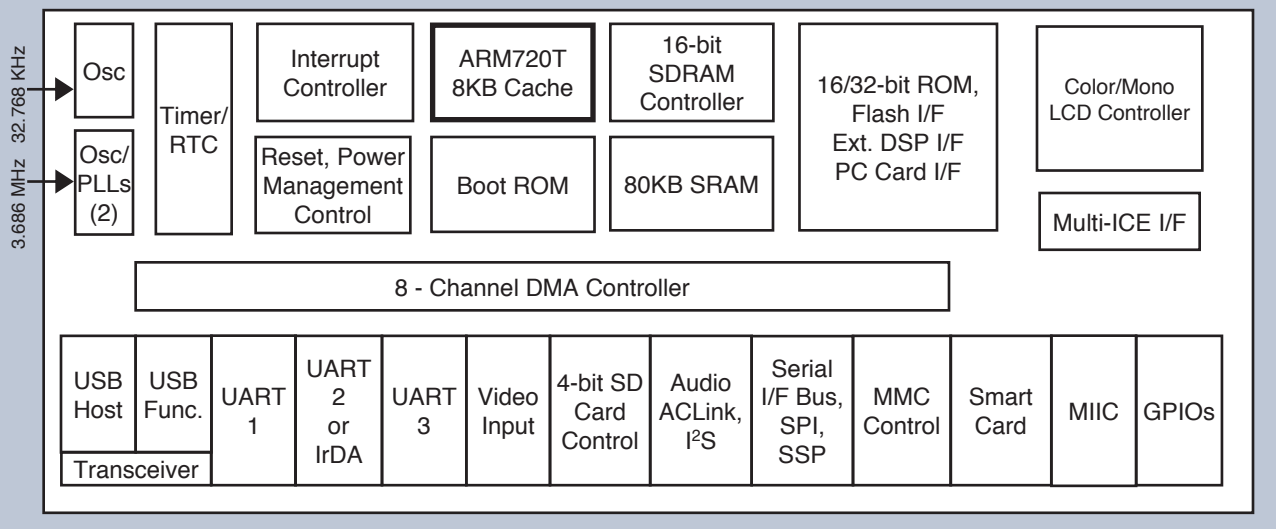 32.768 KHz
3.686 MHz
Osc
Osc/
PLLs
(2)
Timer/
RTC
Interrupt
Controller
Reset, Power
Management
Control
ARM720T
8KB Cache
Boot ROM
16-bit
SDRAM
Controller
80KB SRAM
16/32-bit ROM,
Flash I/F
Ext. DSP I/F
PC Card I/F
Color/Mono
LCD Controller
Multi-ICE I/F
8 - Channel DMA Controller
USB
Host
USB
Func.
Transceiver
UART
1
UART
2
or
IrDA
UART
3
Video
Input
4-bit SD
Card
Control
Audio
ACLink,
I²S
Serial
I/F Bus,
SPI,
SSP
MMC
Control
Smart
Card
MIIC
GPIOs